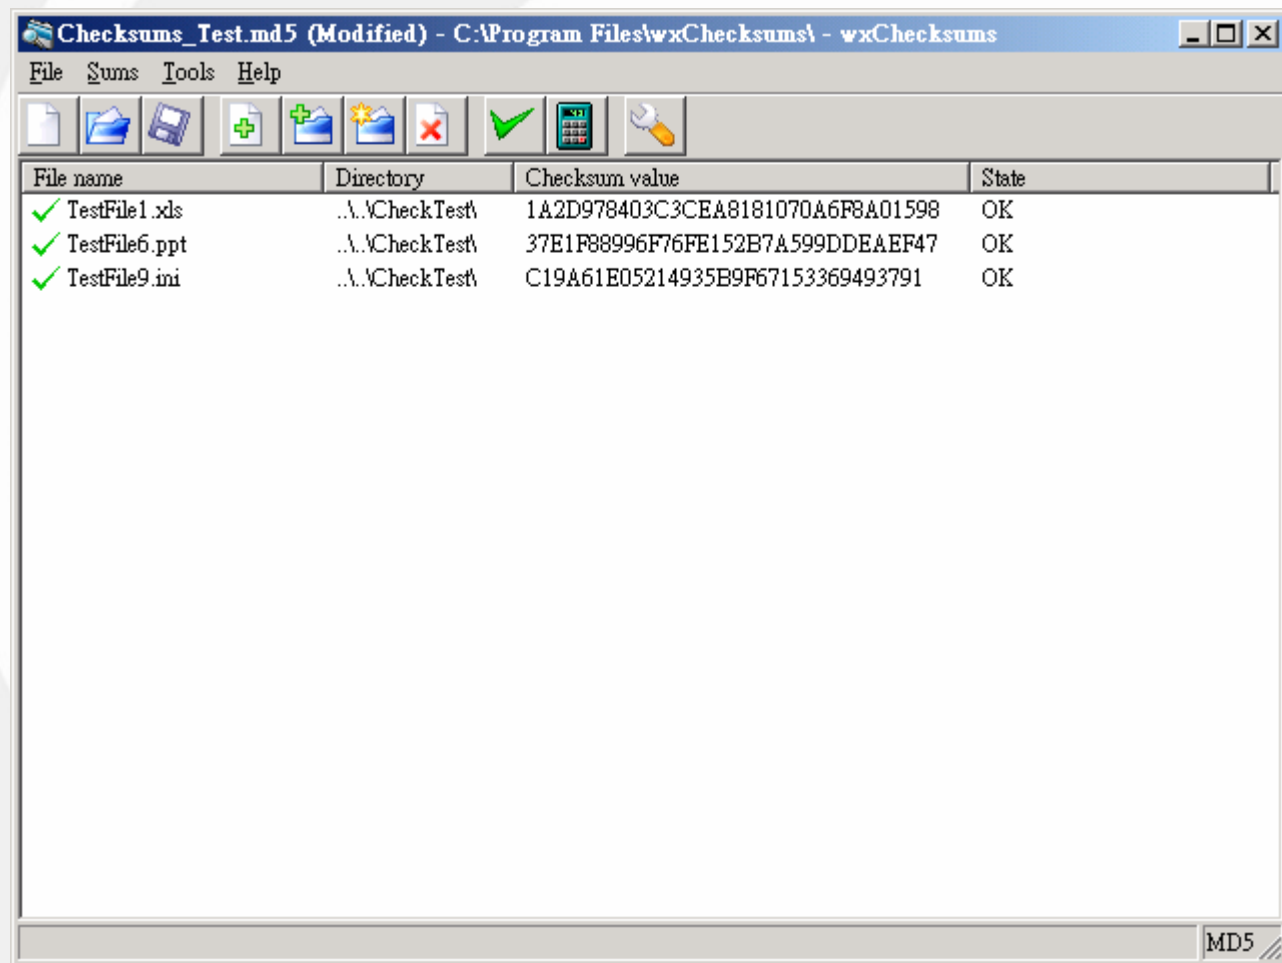 Checksums_Test.md5 (Modified) - C:\Program Files\wxChecksums\ - wxChecksums
File Sums Tools Help
File name Directory Checksum value State
TestFile1.xls ..\..\CheckTest\ 1A2D978403C3CEA8181070A6F8A01598 OK
TestFile6.ppt ..\..\CheckTest\ 37E1F88996F76FE152B7A599DDEAEF47 OK
TestFile9.ini ..\..\CheckTest\ C19A61E05214935B9F67153369493791 OK
MD5